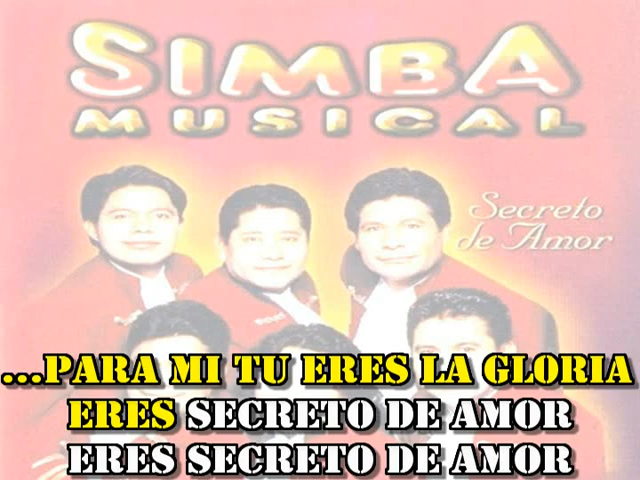 SIMBA
MUSICAL
Secreto
de Amor
...PARA MI TU ERES LA GLORIA
ERES SECRETO DE AMOR
ERES SECRETO DE AMOR